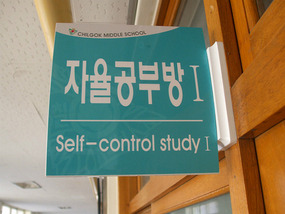 CHILGOK MIDDLE SCHOOL
자율공부방 I
Self-control study I